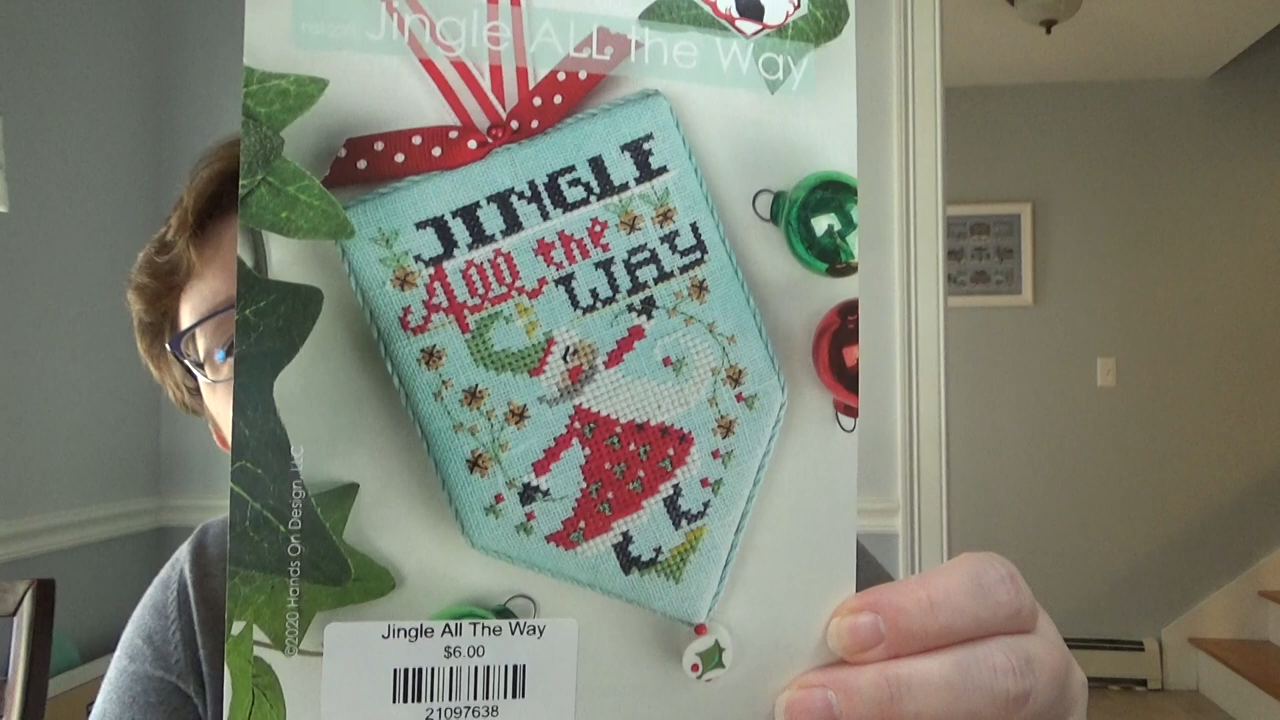 Jingle ALL the Way
JINGLE
All the
WAY
©2020 Hands On Design, LLC
Jingle All The Way
$6.00
21097638